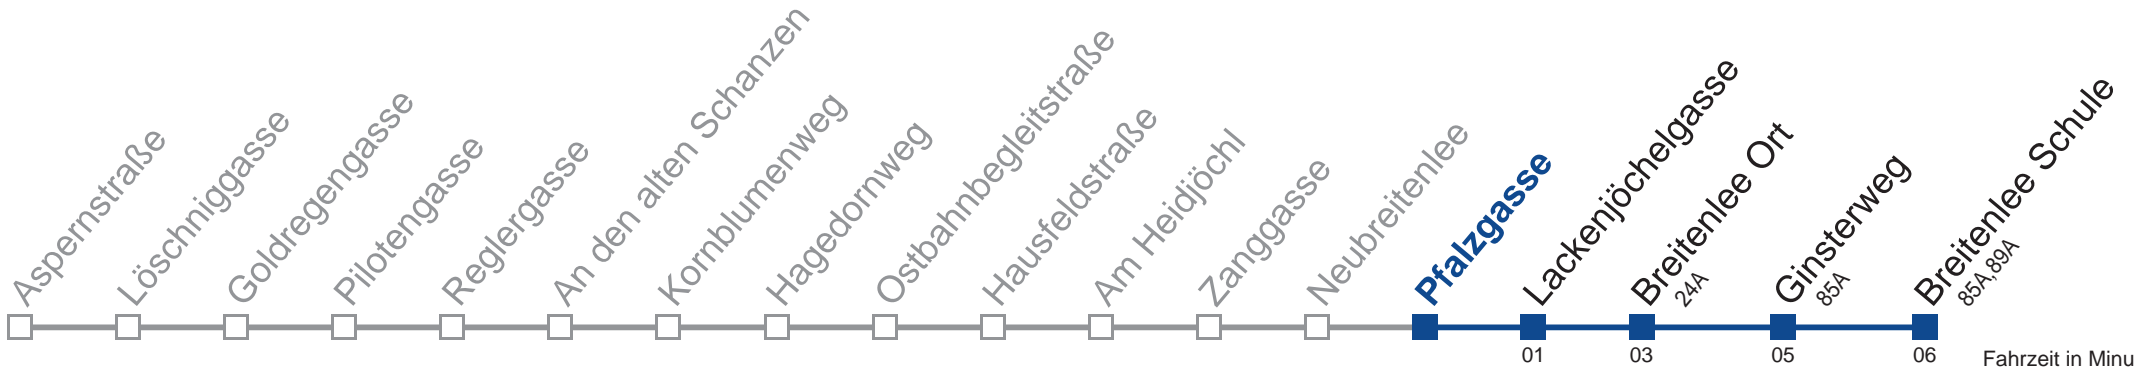 Aspernstraße
Löschniggasse
Goldregengasse
Pilotengasse
Reglergasse
An den alten Schanzen
Kornblumenweg
Hagedornweg
Ostbahnbegleitstraße
Hausfeldstraße
Am Heidjöchl
Zanggasse
Neubreitenlee
Pfalzgasse
Lackenjöchelgasse
Breitenlee Ort
24A
Ginsterweg
85A
Breitenlee Schule
85A,89A
01
03
05
06
Fahrzeit in Minu